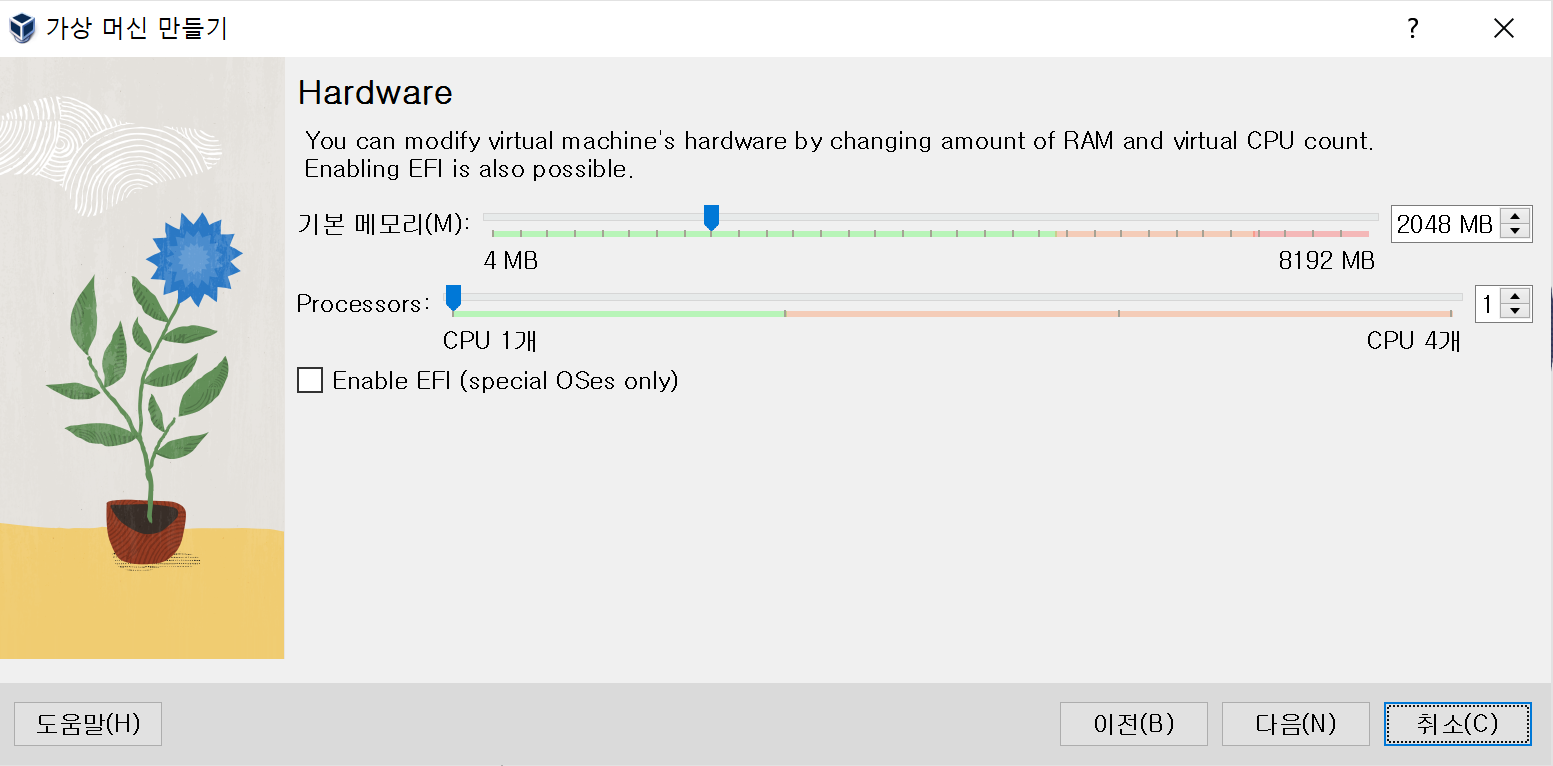 가상 머신 만들기
?
Hardware
You can modify virtual machine's hardware by changing amount of RAM and virtual CPU count.
Enabling EFI is also possible.
기본 메모리(M):
2048 MB
4 MB
8192 MB
Processors:
1
CPU 1개
CPU 4개
Enable EFI (special OSes only)
도움말(H)
이전(B)
다음(N)
취소(C)